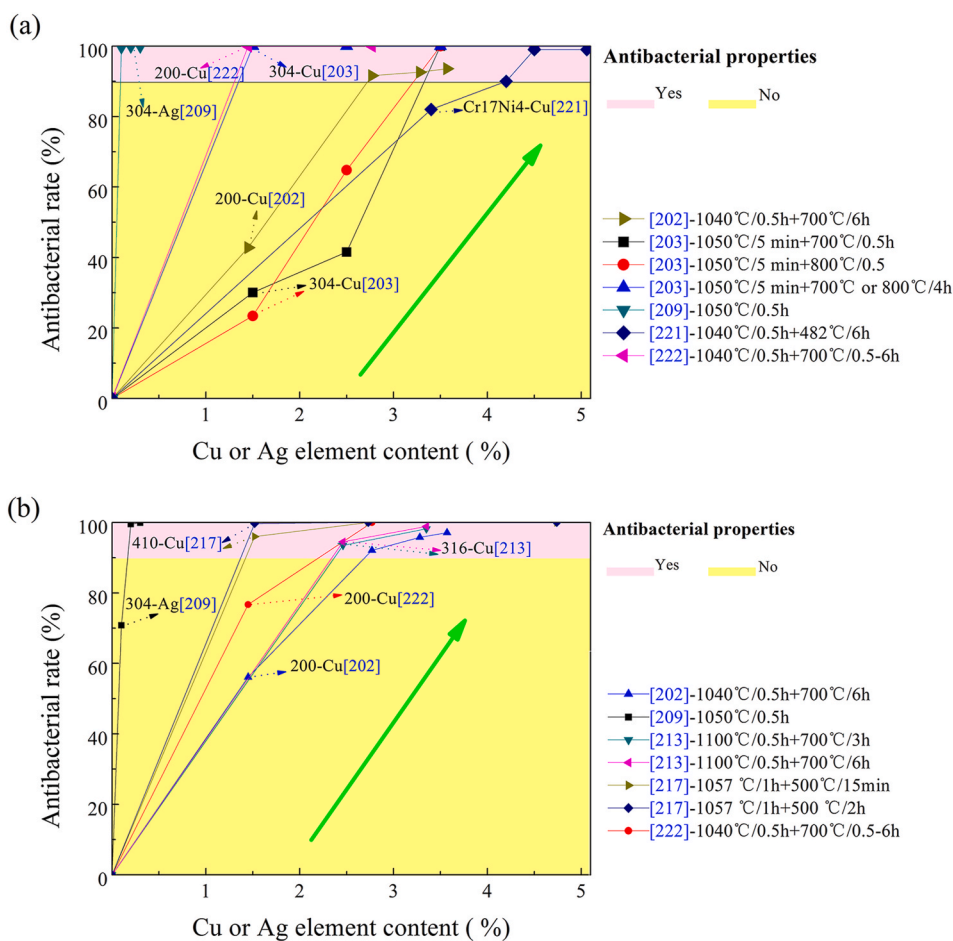 (a)
100
80
60
40
20
0
Antibacterial rate (%)
200-Cu[222]
304-Cu[203]
304-Ag[209]
Cr17Ni4-Cu[221]
200-Cu[202]
304-Cu[203]
1 2 3 4 5
Cu or Ag element content ( %)
Antibacterial properties
Yes No
[202]-1040℃/0.5h+700℃/6h
[203]-1050℃/5 min+700℃/0.5h
[203]-1050℃/5 min+800℃/0.5
[203]-1050℃/5 min+700℃ or 800℃/4h
[209]-1050℃/0.5h
[221]-1040℃/0.5h+482℃/6h
[222]-1040℃/0.5h+700℃/0.5-6h
(b)
100
80
60
40
20
0
Antibacterial rate (%)
410-Cu[217]
316-Cu[213]
304-Ag[209]
200-Cu[222]
200-Cu[202]
1 2 3 4 5
Cu or Ag element content ( %)
Antibacterial properties
Yes No
[202]-1040℃/0.5h+700℃/6h
[209]-1050℃/0.5h
[213]-1100℃/0.5h+700℃/3h
[213]-1100℃/0.5h+700℃/6h
[217]-1057 ℃/1h+500℃/15min
[217]-1057 ℃/1h+500 ℃/2h
[222]-1040℃/0.5h+700℃/0.5-6h